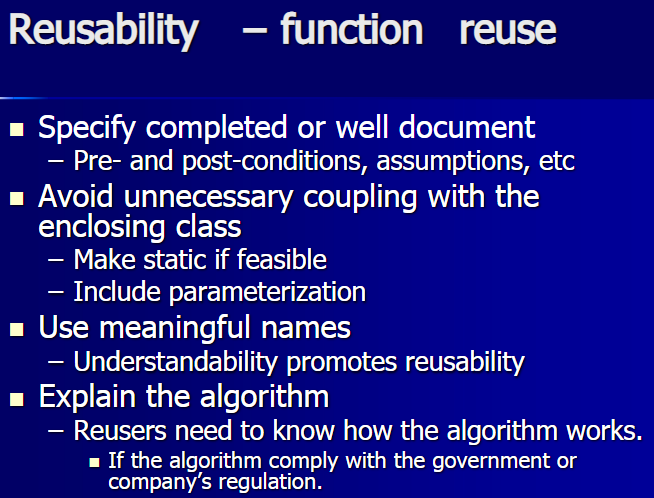 Reusability – function reuse
Specify completed or well document
– Pre- and post-conditions, assumptions, etc
Avoid unnecessary coupling with the
enclosing class
– Make static if feasible
– Include parameterization
Use meaningful names
– Understandability promotes reusability
Explain the algorithm
– Reusers need to know how the algorithm works.
If the algorithm comply with the government or
company's regulation.